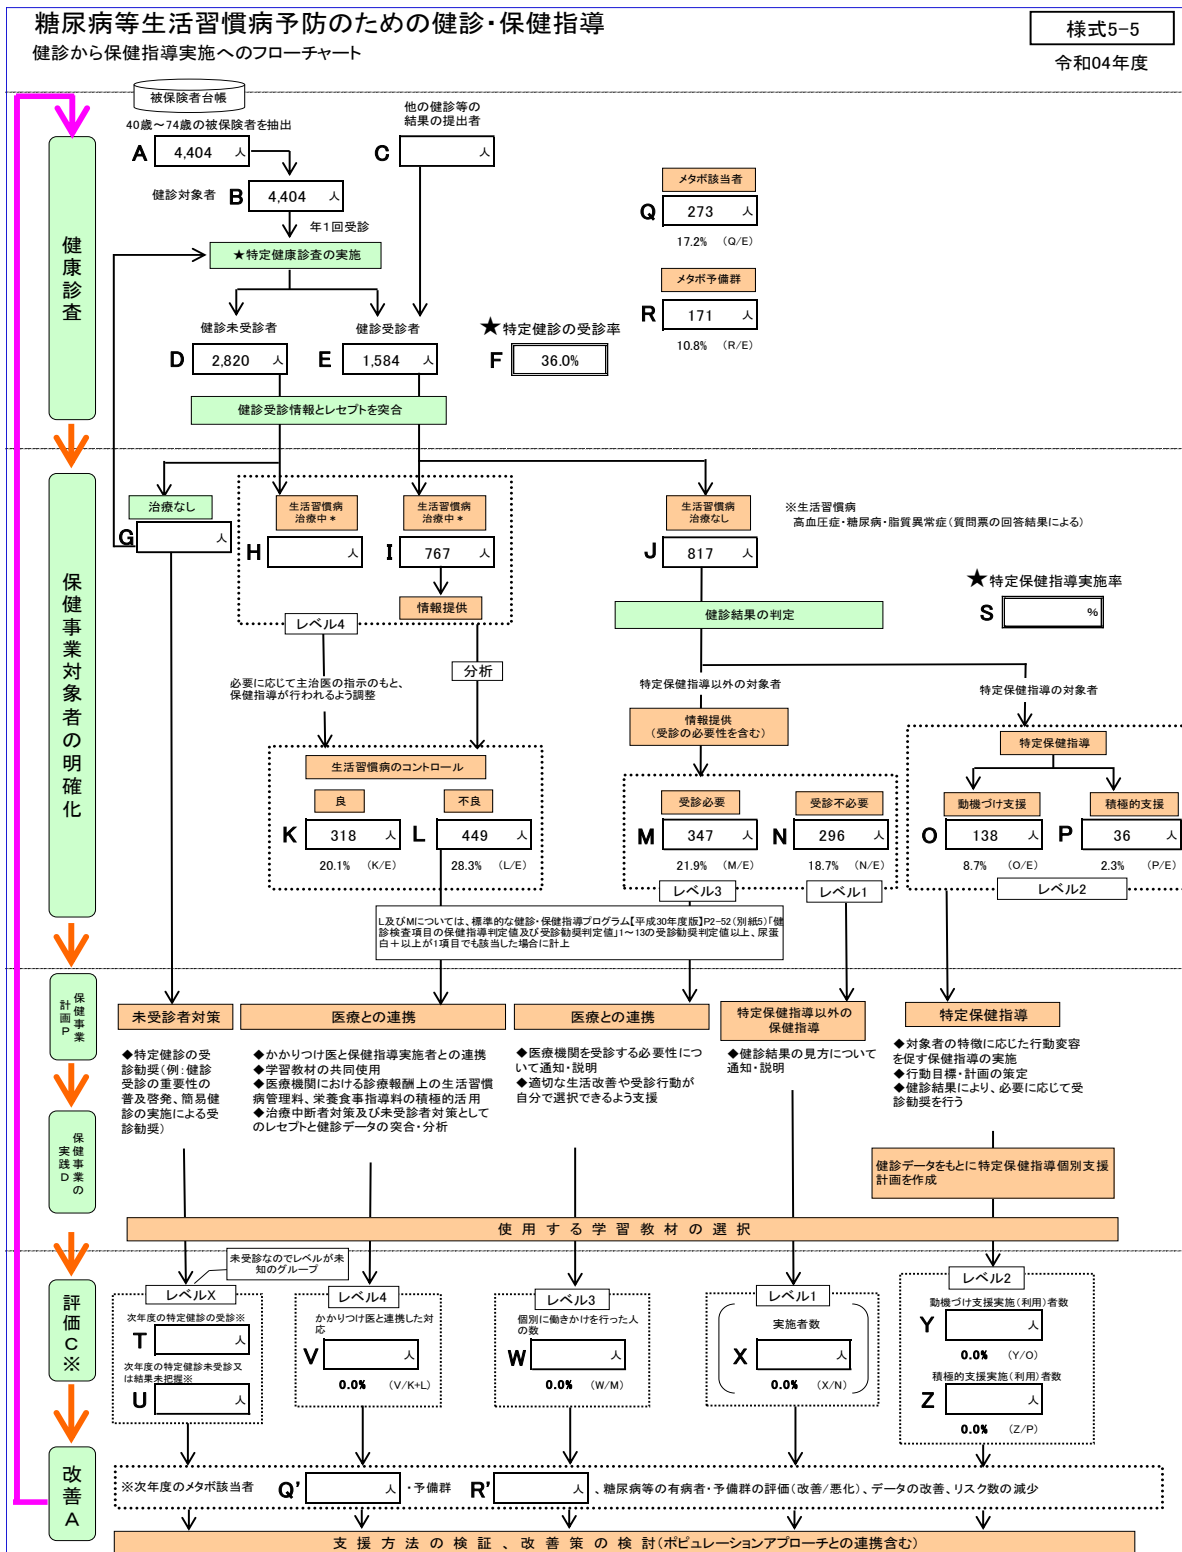 糖尿病等生活習慣病予防のための健診・保健指導
健診から保健指導実施へのフローチャート
様式5-5
令和04年度
被保険者台帳
40歳～74歳の被保険者を抽出
A 4,404 人
他の健診等の
結果の提出者
C 人
健診対象者 B 4,404 人
年1回受診
★特定健康診査の実施
メタボ該当者
Q 273 人
17.2% (Q/E)
メタボ予備群
R 171 人
10.8% (R/E)
健診未受診者
D 2,820 人
健診受診者
E 1,584 人
★特定健診の受診率
F 36.0%
健診受診情報とレセプトを突合
健康診査
治療なし
G 人
生活習慣病
治療中＊
H 人
生活習慣病
治療中＊
I 767 人
情報提供
レベル4
生活習慣病
治療なし
J 817 人
※生活習慣病
高血圧症・糖尿病・脂質異常症(質問票の回答結果による)
★特定保健指導実施率
S %
健診結果の判定
保健事業対象者の明確化
必要に応じて主治医の指示のもと、
保健指導が行われるよう調整
分析
特定保健指導以外の対象者
特定保健指導の対象者
情報提供
(受診の必要性を含む)
生活習慣病のコントロール
良
K 318 人
20.1% (K/E)
不良
L 449 人
28.3% (L/E)
受診必要
M 347 人
21.9% (M/E)
レベル3
受診不必要
N 296 人
18.7% (N/E)
レベル1
特定保健指導
動機づけ支援
O 138 人
8.7% (O/E)
積極的支援
P 36 人
2.3% (P/E)
レベル2
L及びMについては、標準的な健診・保健指導プログラム【平成30年度版】P2-52(別紙5)「健
診検査項目の保健指導判定値及び受診勧奨判定値」1～13の受診勧奨判定値以上、尿蛋
白＋以上が1項目でも該当した場合に計上
保健事業
計画P
未受診者対策
◆特定健診の受
診勧奨(例：健診
受診の重要性の
普及啓発、簡易健
診の実施による受
診勧奨)
医療との連携
◆かかりつけ医と保健指導実施者との連携
◆学習教材の共同使用
◆医療機関における診療報酬上の生活習慣
病管理料、栄養食事指導料の積極的活用
◆治療中断者対策及び未受診者対策として
のレセプトと健診データの突合・分析
医療との連携
◆医療機関を受診する必要性につ
いて通知・説明
◆適切な生活改善や受診行動が
自分で選択できるよう支援
特定保健指導以外の
保健指導
◆健診結果の見方について
通知・説明
特定保健指導
◆対象者の特徴に応じた行動変容
を促す保健指導の実施
◆行動目標・計画の策定
◆健診結果により、必要に応じて受
診勧奨を行う
保健事業の
実践D
健診データをもとに特定保健指導個別支援
計画を作成
使用する学習教材の選択
未受診なのでレベルが未
知のグループ
評価C※
レベルX
次年度の特定健診の受診※
T 人
次年度の特定健診未受診又
は結果未把握※
U 人
レベル4
かかりつけ医と連携した対
応
V 人
0.0% (V/K+L)
レベル3
個別に働きかけを行った人
の数
W 人
0.0% (W/M)
レベル1
実施者数
X 人
0.0% (X/N)
レベル2
動機づけ支援実施(利用)者数
Y 人
0.0% (Y/O)
積極的支援実施(利用)者数
Z 人
0.0% (Z/P)
改善A
※次年度のメタボ該当者 Q' 人 ・予備群 R' 人 、糖尿病等の有病者・予備群の評価(改善/悪化)、データの改善、リスク数の減少
支援方法の検証、改善策の検討(ポピュレーションアプローチとの連携含む)